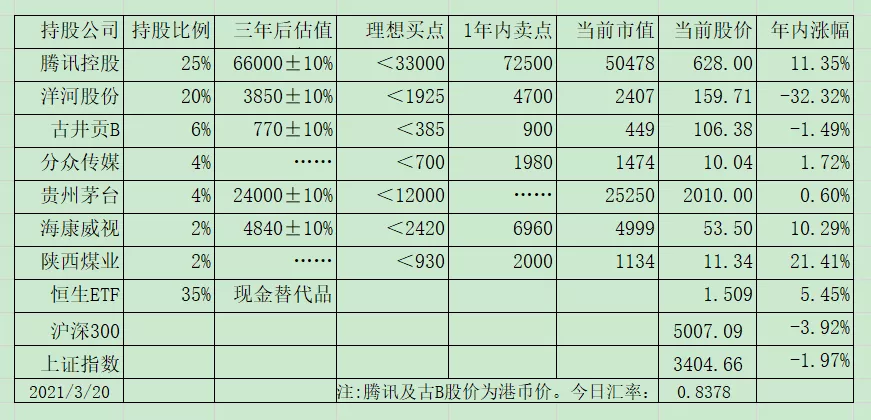 持股公司 持股比例 三年后估值 理想买点 1年内卖点 当前市值 当前股价 年内涨幅
腾讯控股 25% 66000±10% <33000 72500 50478 628.00 11.35%
洋河股份 20% 3850±10% <1925 4700 2407 159.71 -32.32%
古井贡B 6% 770±10% <385 900 449 106.38 -1.49%
分众传媒 4% …… <700 1980 1474 10.04 1.72%
贵州茅台 4% 24000±10% <12000 …… 25250 2010.00 0.60%
海康威视 2% 4840±10% <2420 6960 4999 53.50 10.29%
陕西煤业 2% …… <930 2000 1134 11.34 21.41%
恒生ETF 35% 现金替代品 1.509 5.45%
沪深300 5007.09 -3.92%
上证指数 3404.66 -1.97%
2021/3/20 注:腾讯及古B股价为港币价。今日汇率: 0.8378